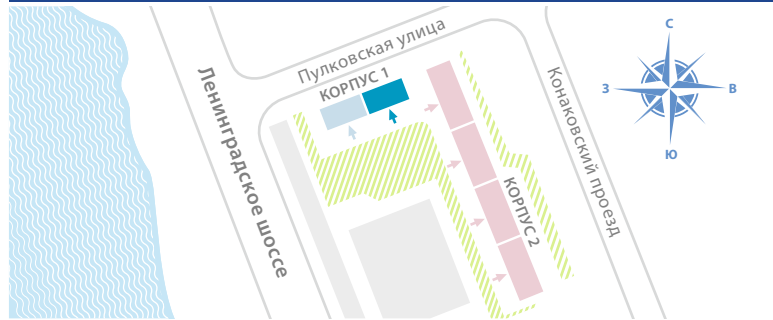 Пулковская улица
КОРПУС 1
Ленинградское шоссе
КОРПУС 2
Конаковский проезд
С
З
В
Ю